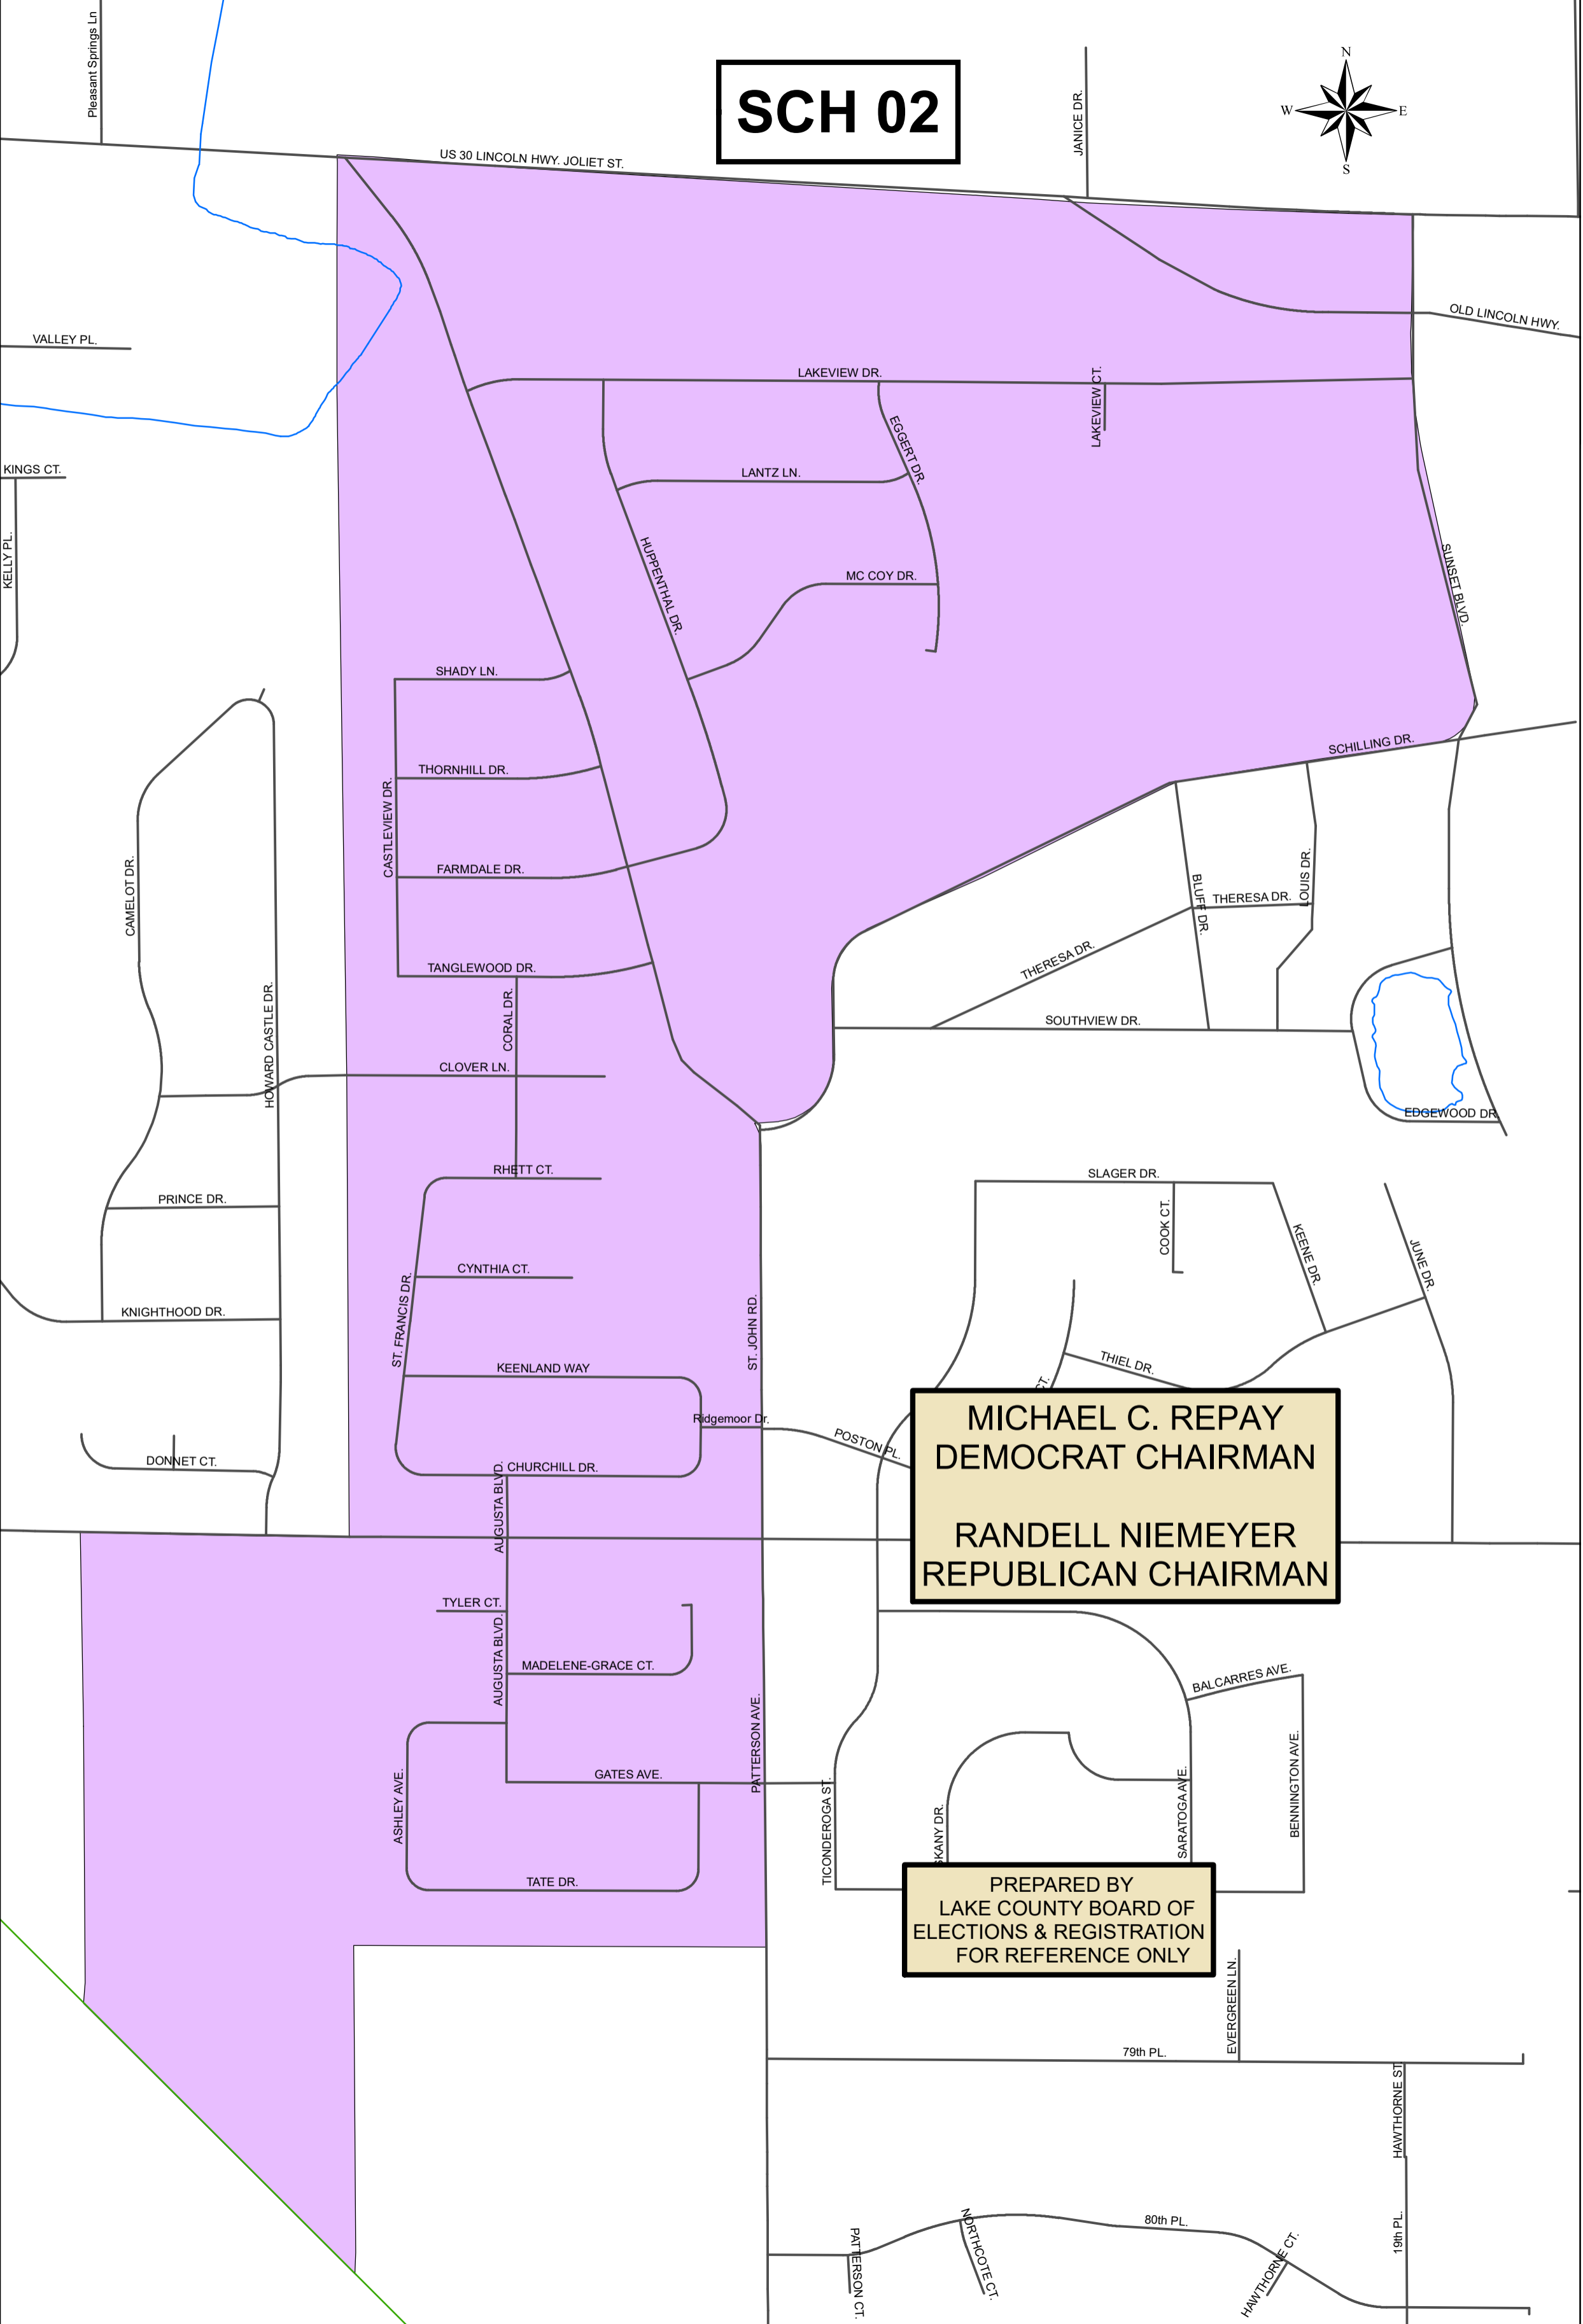 Pleasant Springs Ln
SCH 02
JANICE DR.
N
W
E
S
US 30 LINCOLN HWY. JOLIET ST.
OLD LINCOLN HWY.
VALLEY PL.
LAKEVIEW DR.
LAKEVIEW CT.
EGGERT DR.
KINGS CT.
LANTZ LN.
KELLY PL.
HUPPENTHAL DR.
MC COY DR.
SUNSET BLVD.
SHADY LN.
SCHILLING DR.
THORNHILL DR.
CASTLEVIEW DR.
FARMDALE DR.
CAMELOT DR.
BLUFF DR.
THERESA DR.
LOUIS DR.
THERESA DR.
TANGLEWOOD DR.
HOWARD CASTLE DR.
CORAL DR.
SOUTHVIEW DR.
CLOVER LN.
EDGEWOOD DR.
RHETT CT.
SLAGER DR.
PRINCE DR.
COOK CT.
KEENE DR.
JUNE DR.
CYNTHIA CT.
ST. FRANCIS DR.
KNIGHTHOOD DR.
ST. JOHN RD.
KEENLAND WAY
THIEL DR.
CT.
Ridgemoor Dr.
POSTON PL.
MICHAEL C. REPAY
DEMOCRAT CHAIRMAN
RANDELL NIEMEYER
REPUBLICAN CHAIRMAN
DONNET CT.
CHURCHILL DR.
AUGUSTA BLVD.
TYLER CT.
AUGUSTA BLVD.
MADELENE-GRACE CT.
BALCARRES AVE.
PATTERSON AVE.
BENNINGTON AVE.
GATES AVE.
ASHLEY AVE.
TICONDEROGA ST.
SKANY DR.
SARATOGA AVE.
TATE DR.
PREPARED BY
LAKE COUNTY BOARD OF
ELECTIONS & REGISTRATION
FOR REFERENCE ONLY
EVERGREEN LN.
79th PL.
HAWTHORNE ST.
80th PL.
19th PL.
PATTERSON CT.
NORTHCOTE CT.
HAWTHORNE CT.